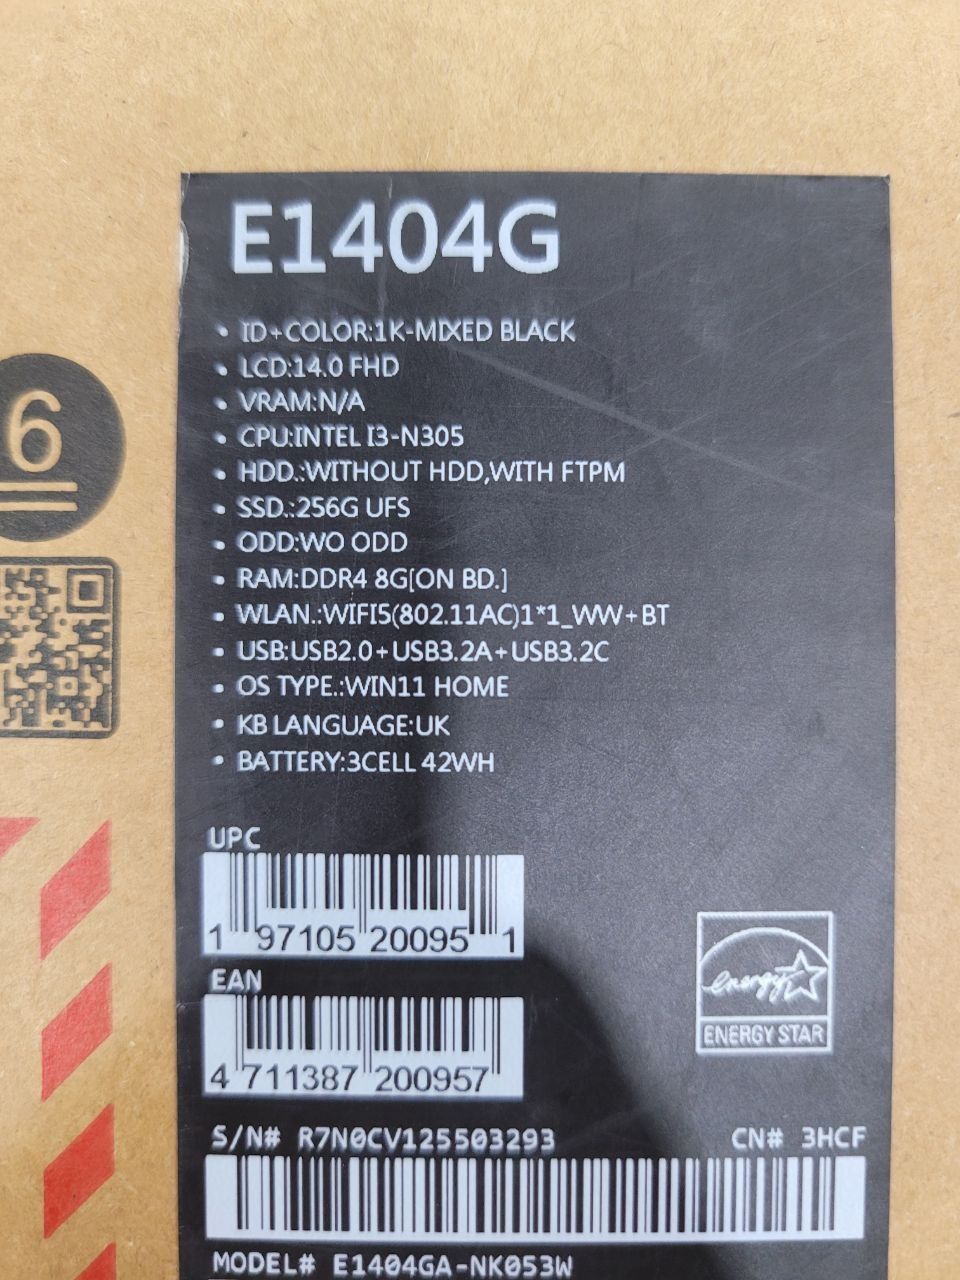 E1404G
• ID+COLOR:1K-MIXED BLACK
• LCD:14.0 FHD
• VRAM:N/A
• CPU:INTEL I3-N305
• HDD.:WITHOUT HDD,WITH FTPM
• SSD.:256G UFS
• ODD:WO ODD
• RAM:DDR4 8G[ON BD.]
• WLAN.:WIFI5(802.11AC)1*1_WW+BT
• USB:USB2.0+USB3.2A+USB3.2C
• OS TYPE.:WIN11 HOME
• KB LANGUAGE:UK
• BATTERY:3CELL 42WH
6
UPC
1 97105 20095 1
EAN
4 711387 200957
energy
ENERGY STAR
S/N# R7N0CV125503293 CN# 3HCF
MODEL# E1404GA-NK053W